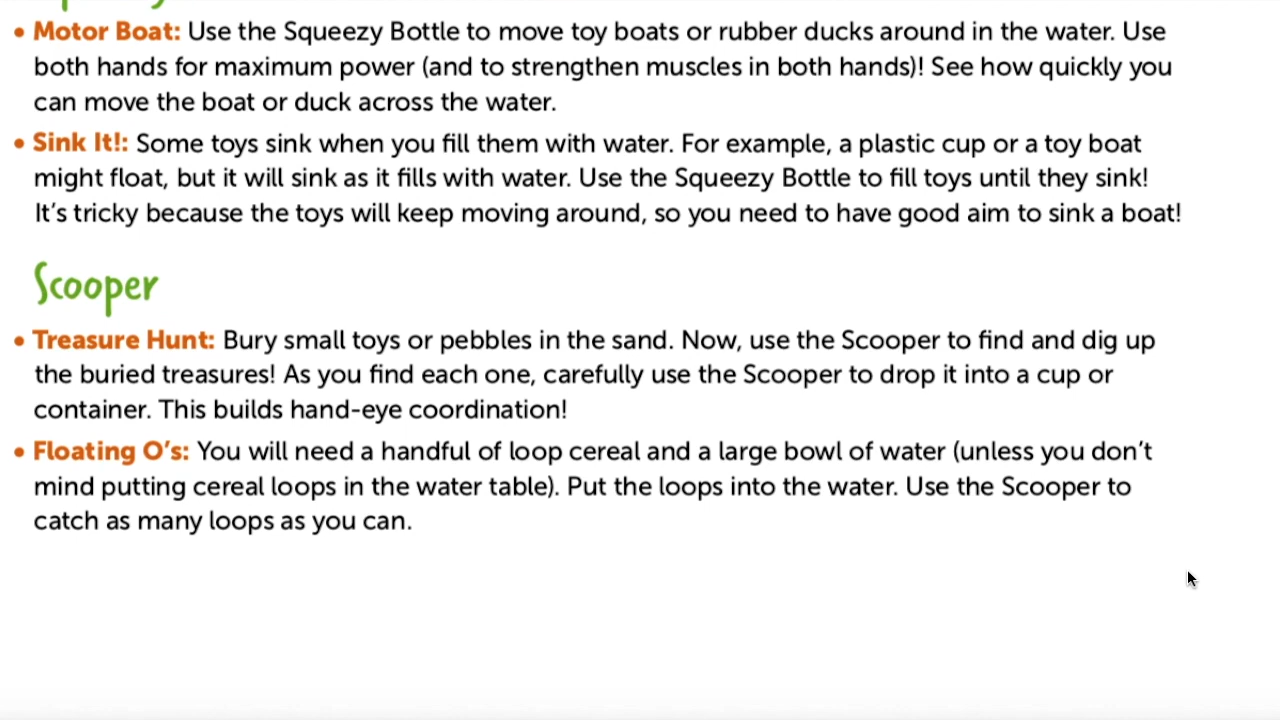 • Motor Boat: Use the Squeezy Bottle to move toy boats or rubber ducks around in the water. Use
both hands for maximum power (and to strengthen muscles in both hands)! See how quickly you
can move the boat or duck across the water.
• Sink It!: Some toys sink when you fill them with water. For example, a plastic cup or a toy boat
might float, but it will sink as it fills with water. Use the Squeezy Bottle to fill toys until they sink!
It’s tricky because the toys will keep moving around, so you need to have good aim to sink a boat!
Scooper
• Treasure Hunt: Bury small toys or pebbles in the sand. Now, use the Scooper to find and dig up
the buried treasures! As you find each one, carefully use the Scooper to drop it into a cup or
container. This builds hand-eye coordination!
• Floating O’s: You will need a handful of loop cereal and a large bowl of water (unless you don’t
mind putting cereal loops in the water table). Put the loops into the water. Use the Scooper to
catch as many loops as you can.